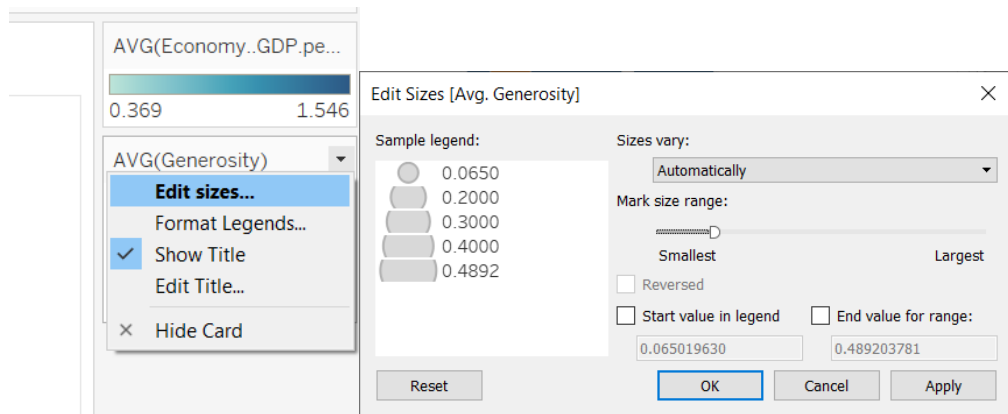 AVG(Economy..GDP.pe...
0.369 1.546
AVG(Generosity)
Edit sizes...
Format Legends...
Show Title
Edit Title...
Hide Card
Edit Sizes [Avg. Generosity]
Sample legend:
0.0650
0.2000
0.3000
0.4000
0.4892
Sizes vary:
Automatically
Mark size range:
Smallest Largest
Reversed
Start value in legend End value for range:
0.065019630 0.489203781
Reset OK Cancel Apply